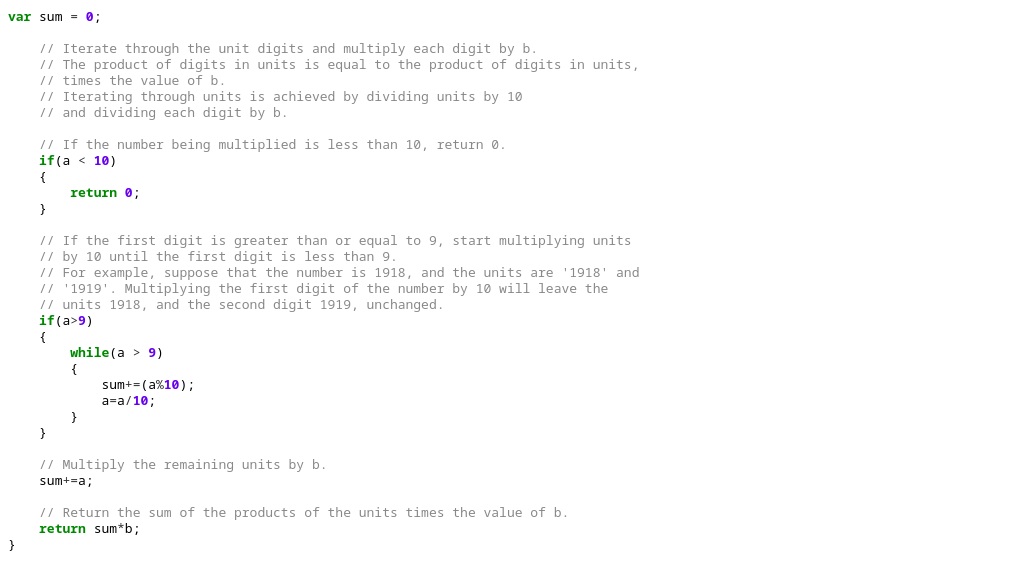 var sum = 0;
// Iterate through the unit digits and multiply each digit by b.
// The product of digits in units is equal to the product of digits in units,
// times the value of b.
// Iterating through units is achieved by dividing units by 10
// and dividing each digit by b.
// If the number being multiplied is less than 10, return 0.
if(a < 10)
{
return 0;
}
// If the first digit is greater than or equal to 9, start multiplying units
// by 10 until the first digit is less than 9.
// For example, suppose that the number is 1918, and the units are '1918' and
// '1919'. Multiplying the first digit of the number by 10 will leave the
// units 1918, and the second digit 1919, unchanged.
if(a>9)
{
while(a > 9)
{
sum+=(a%10);
a=a/10;
}
}
// Multiply the remaining units by b.
sum+=a;
// Return the sum of the products of the units times the value of b.
return sum*b;
}